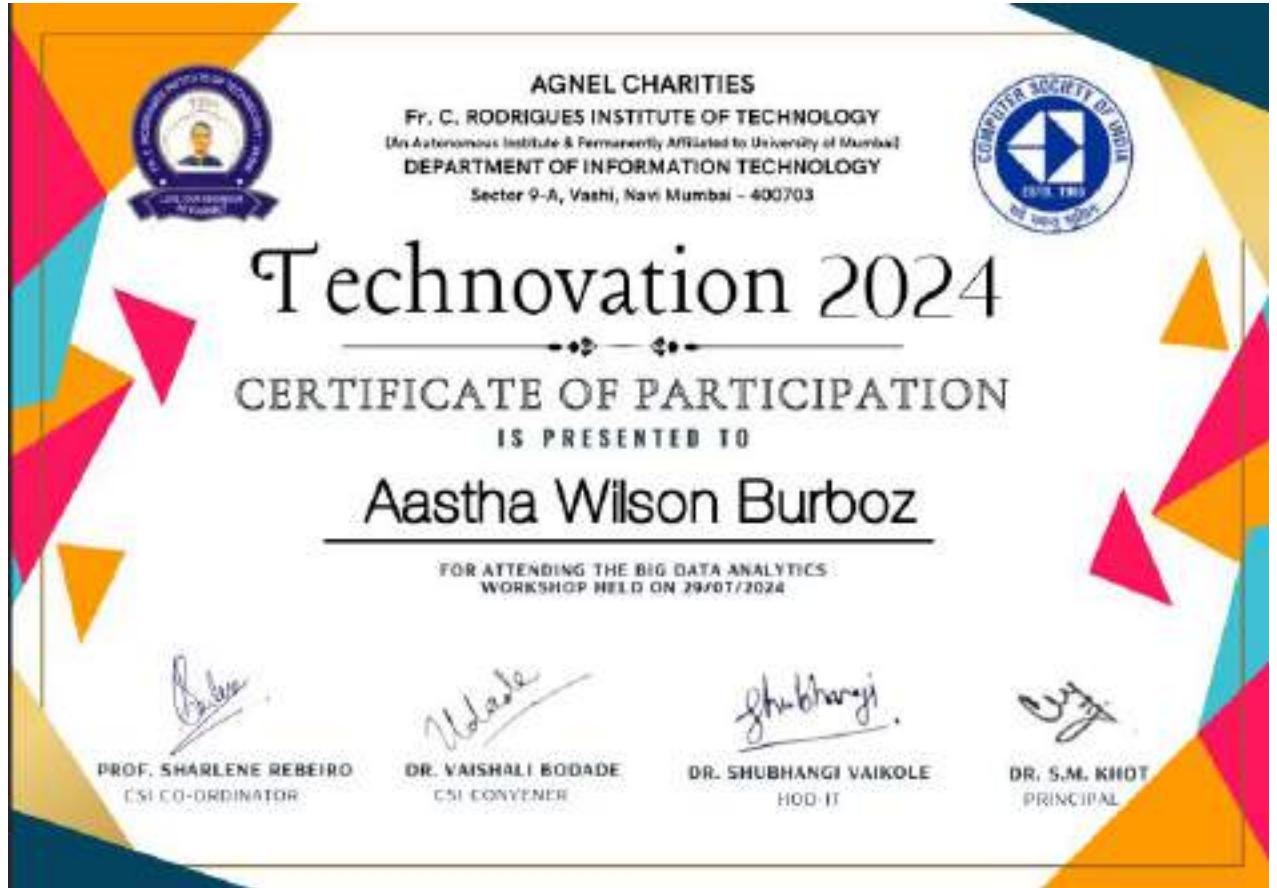 AGNEL CHARITIES
Fr. C. RODRIGUES INSTITUTE OF TECHNOLOGY
(An Autonomous Institute & Permanently Affiliated to University of Mumbai)
DEPARTMENT OF INFORMATION TECHNOLOGY
Sector 9-A, Vashi, Navi Mumbai - 400703
COMPUTER SOCIETY OF INDIA
ESTD. 1965
Technovation 2024
CERTIFICATE OF PARTICIPATION
IS PRESENTED TO
Aastha Wilson Burboz
FOR ATTENDING THE BIG DATA ANALYTICS
WORKSHOP HELD ON 29/07/2024
Shubhangi
PROF. SHARLENE REBEIRO
DR. VAISHALI BODADE
DR. SHUBHANGI VAIKOLE
DR. S.M. KHOT
CSI CO-ORDINATOR
CSI CONVENER
HOD-IT
PRINCIPAL